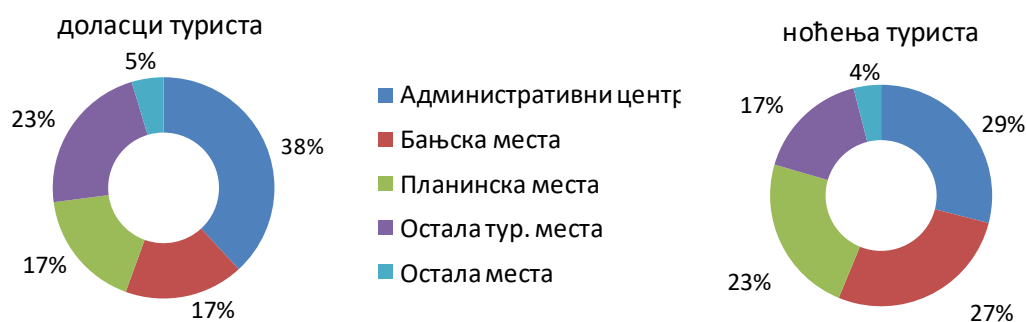 доласци туриста
5%
23%
38%
17%
17%
Административни центр
Бањска места
Планинска места
Остала тур. места
Остала места
ноћења туриста
4%
17%
29%
23%
27%